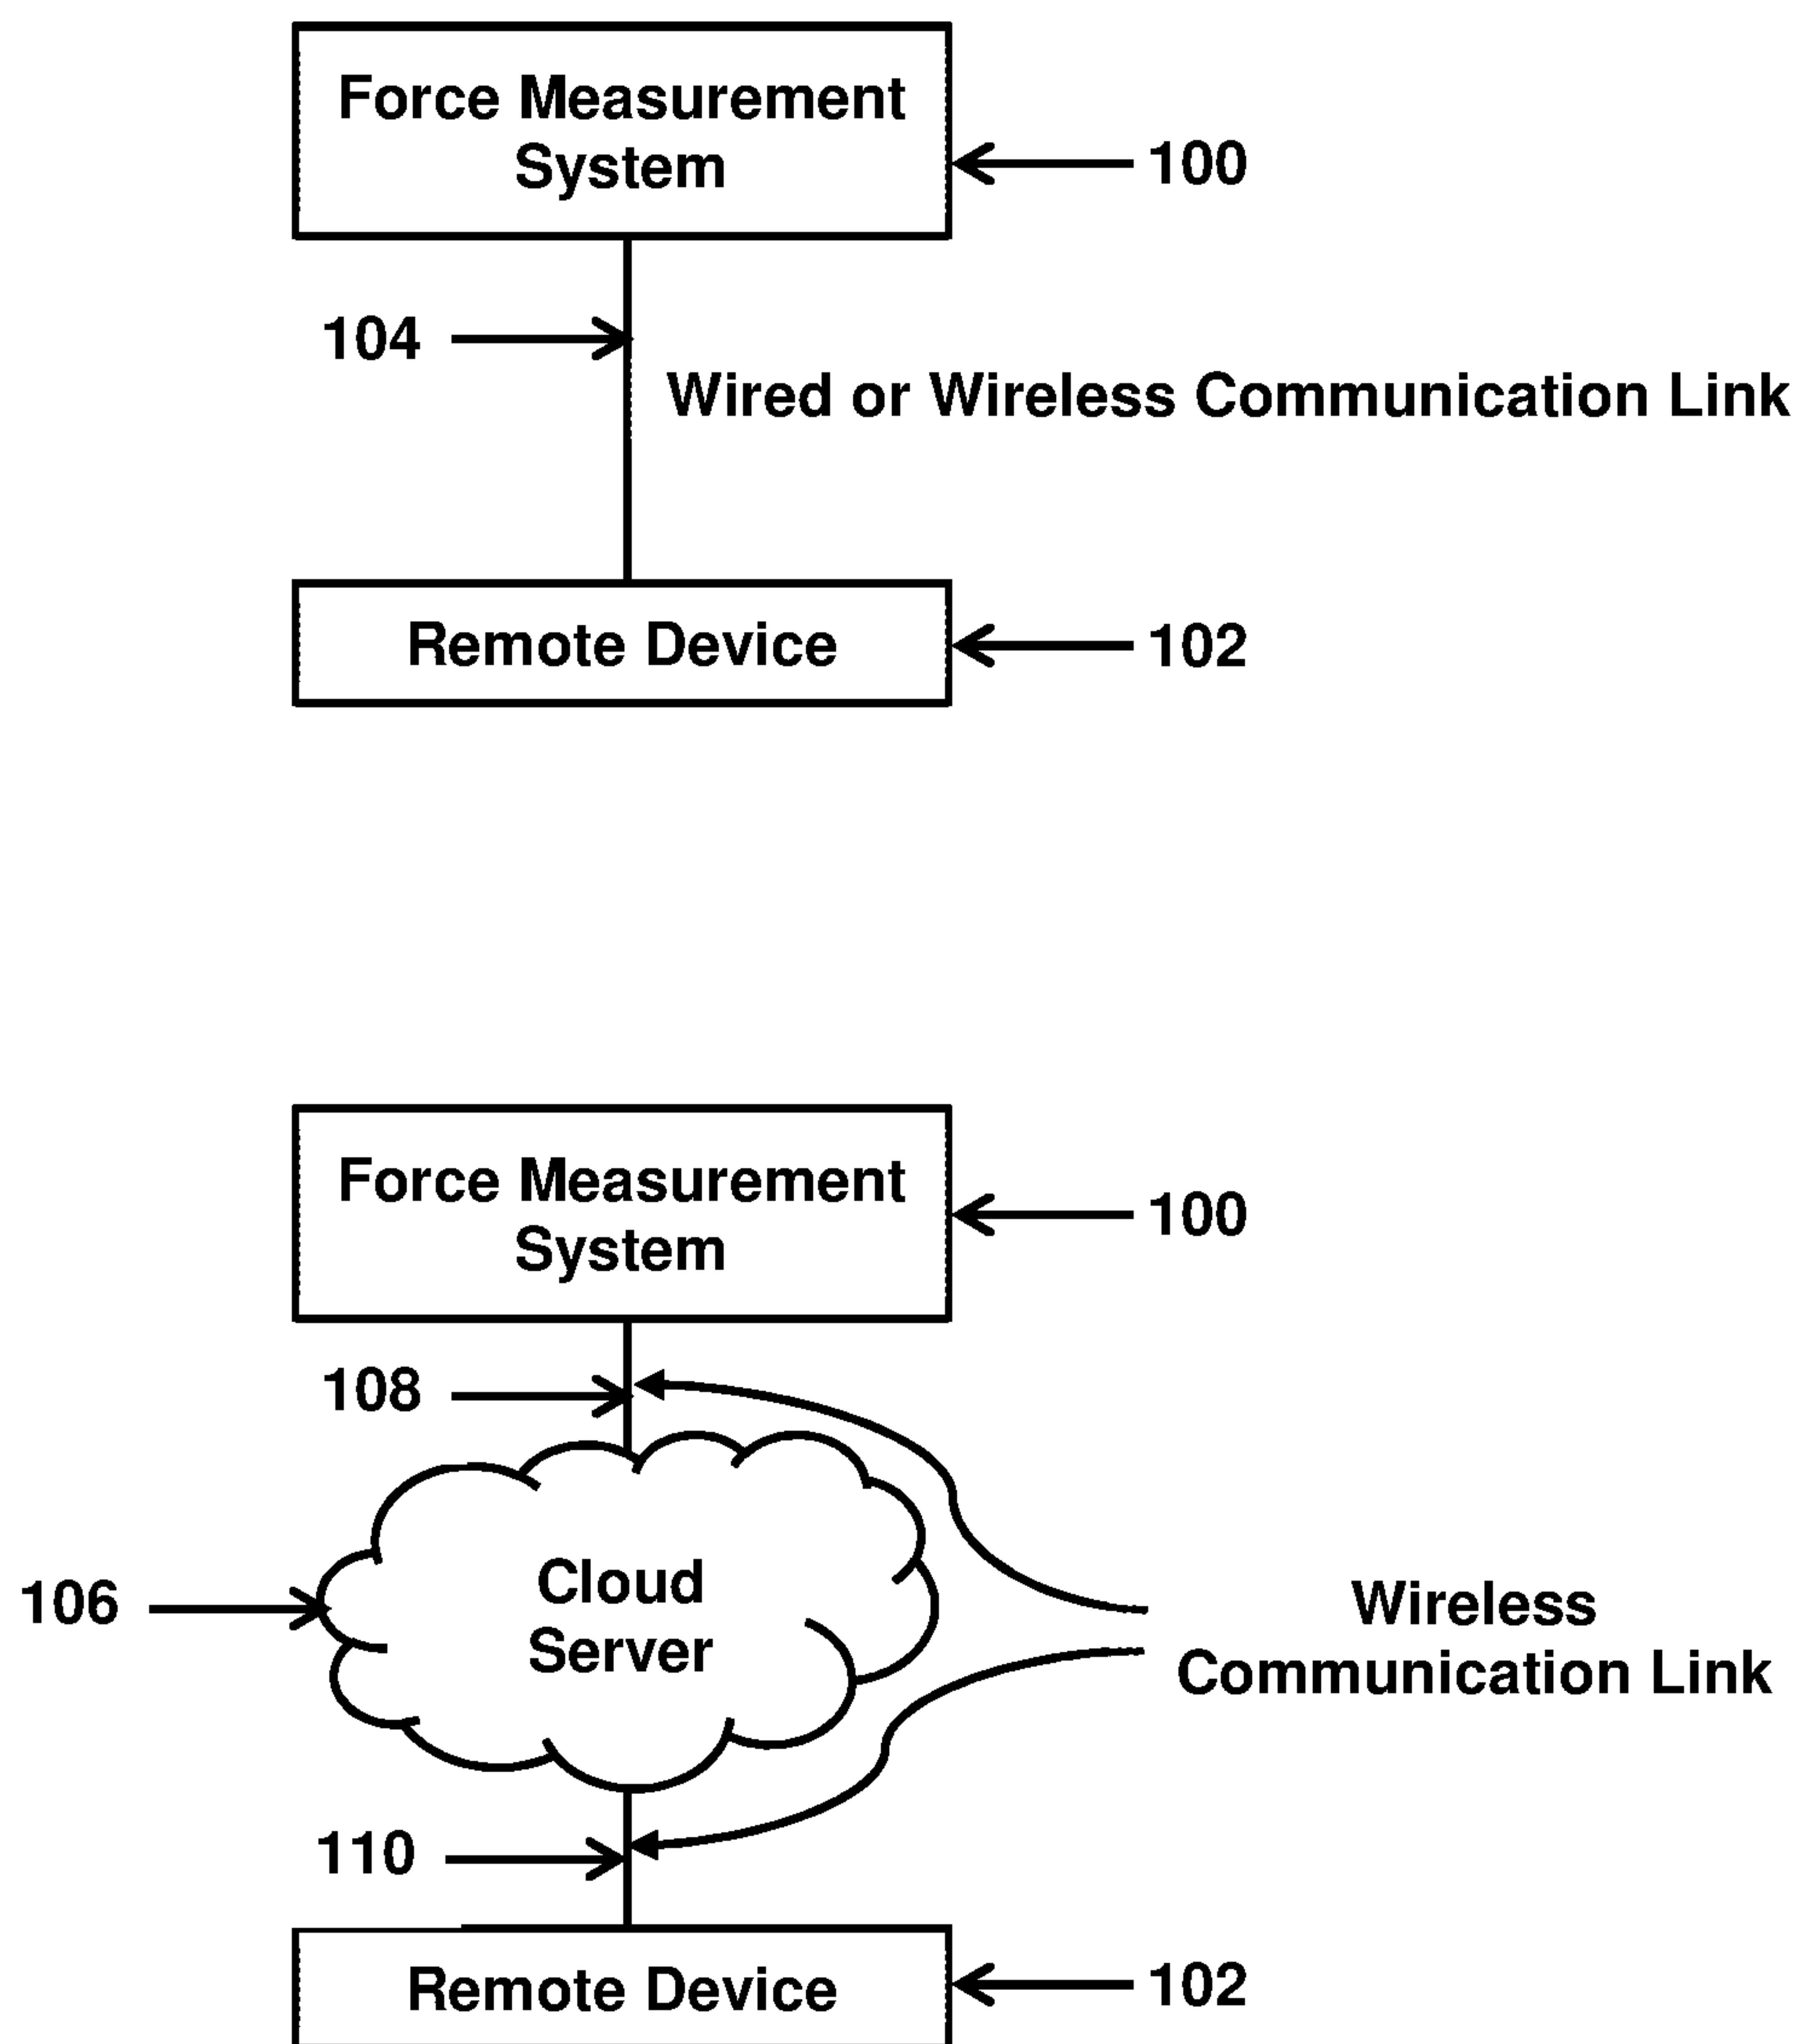 Force Measurement
System
100
104
Wired or Wireless Communication Link
Remote Device
102
Force Measurement
System
100
108
Cloud
Server
106
Wireless
Communication Link
110
Remote Device
102